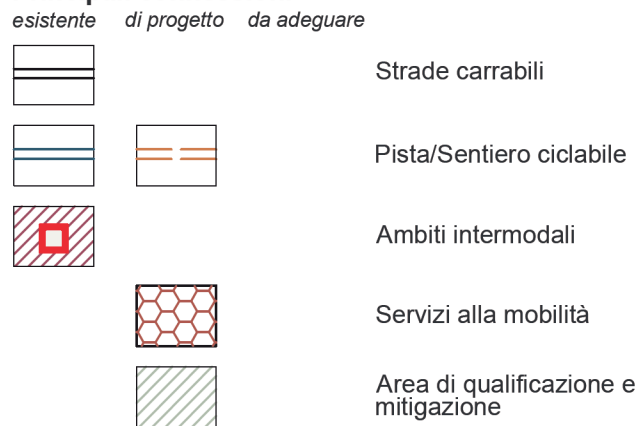 esistente di progetto da adeguare
Strade carrabili
Pista/Sentiero ciclabile
Ambiti intermodali
Servizi alla mobilità
Area di qualificazione e
mitigazione